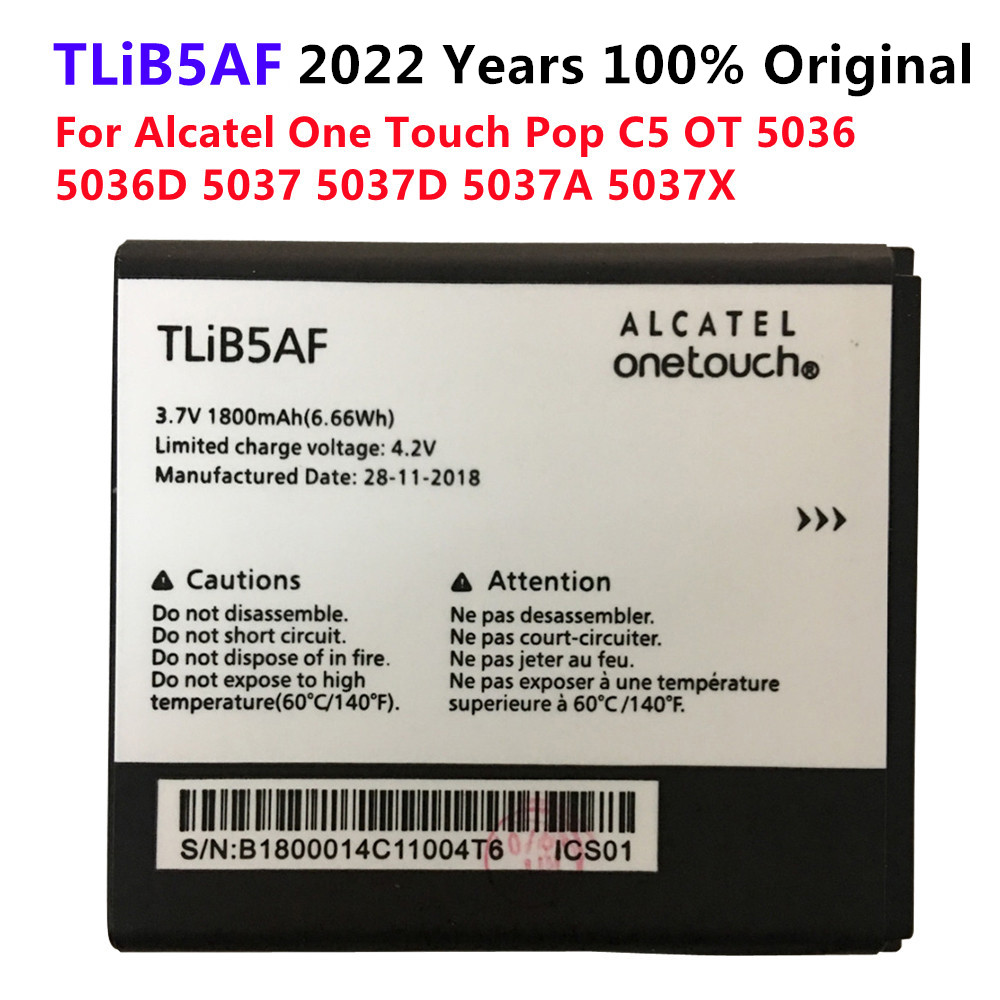 TLiB5AF 2022 Years 100% Original
For Alcatel One Touch Pop C5 OT 5036
5036D 5037 5037D 5037A 5037X
TLiB5AF
ALCATEL
onetouch®
3.7V 1800mAh(6.66Wh)
Limited charge voltage: 4.2V
Manufactured Date: 28-11-2018
Cautions
Do not disassemble.
Do not short circuit.
Do not dispose of in fire.
Do not expose to high
temperature(60°C/140°F).
Attention
Ne pas desassembler.
Ne pas court-circuiter.
Ne pas jeter au feu.
Ne pas exposer à une température
superieure à 60°C/140°F.
S/N:B1800014C11004T6 ICS01